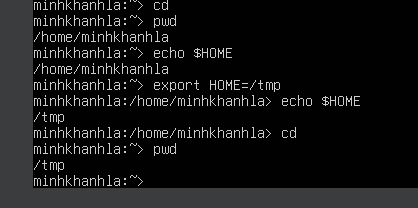 minhkhanhla:~> cd
minhkhanhla:~> pwd
/home/minhkhanhla
minhkhanhla:~> echo $HOME
/home/minhkhanhla
minhkhanhla:~> export HOME=/tmp
minhkhanhla:/home/minhkhanhla> echo $HOME
/tmp
minhkhanhla:/home/minhkhanhla> cd
minhkhanhla:~> pwd
/tmp
minhkhanhla:~>